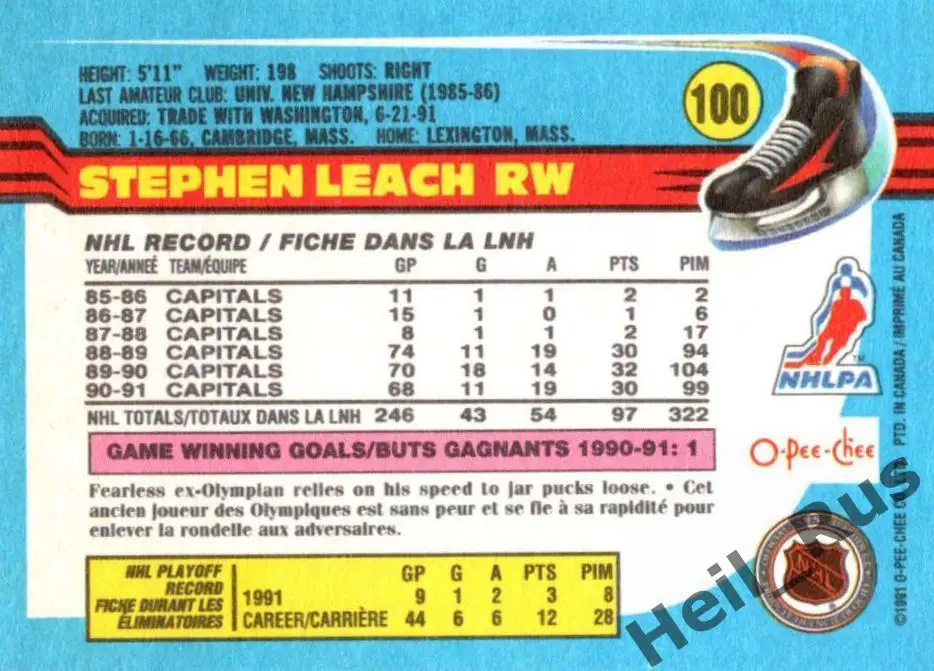 HEIGHT: 5'11" WEIGHT: 198 SHOOTS: RIGHT
LAST AMATEUR CLUB: UNIV. NEW HAMPSHIRE (1985-86)
ACQUIRED: TRADE WITH WASHINGTON, 6-21-91
BORN: 1-16-66, CAMBRIDGE, MASS. HOME: LEXINGTON, MASS.
100
STEPHEN LEACH RW
NHL RECORD / FICHE DANS LA LNH
YEAR/ANNEÉ TEAM/ÉQUIPE GP G A PTS PIM
85-86 CAPITALS 11 1 1 2 2
86-87 CAPITALS 15 1 0 1 6
87-88 CAPITALS 8 1 1 2 17
88-89 CAPITALS 74 11 19 30 94
89-90 CAPITALS 70 18 14 32 104
90-91 CAPITALS 68 11 19 30 99
NHL TOTALS/TOTAUX DANS LA LNH 246 43 54 97 322
GAME WINNING GOALS/BUTS GAGNANTS 1990-91: 1
Fearless ex-Olympian relies on his speed to jar pucks loose. • Cet
ancien joueur des Olympiques est sans peur et se fie à sa rapidité pour
enlever la rondelle aux adversaires.
NHL PLAYOFF
RECORD
FICHE DURANT LES
ÉLIMINATOIRES
GP G A PTS PIM
1991 9 1 2 3 8
CAREER/CARRIÈRE 44 6 6 12 28
NHLPA
TM
O-Pee-Chee
NHL
©1991 O-PEE-CHEE CO. LTD. PTD. IN CANADA / IMPRIMÉ AU CANADA
Heil_Rus